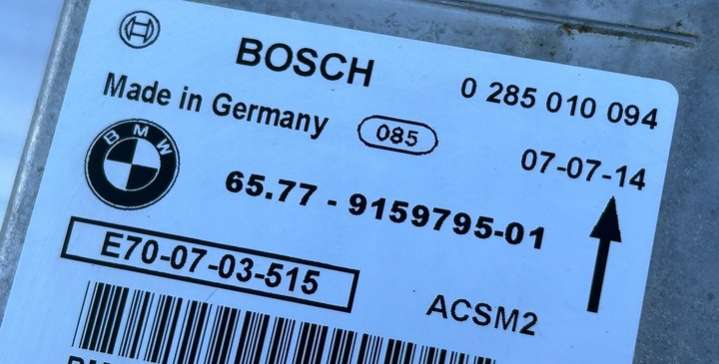 BOSCH 0 285 010 094
Made in Germany 085 07-07-14
BMW
65.77 - 9159795-01
E70-07-03-515
ACSM2